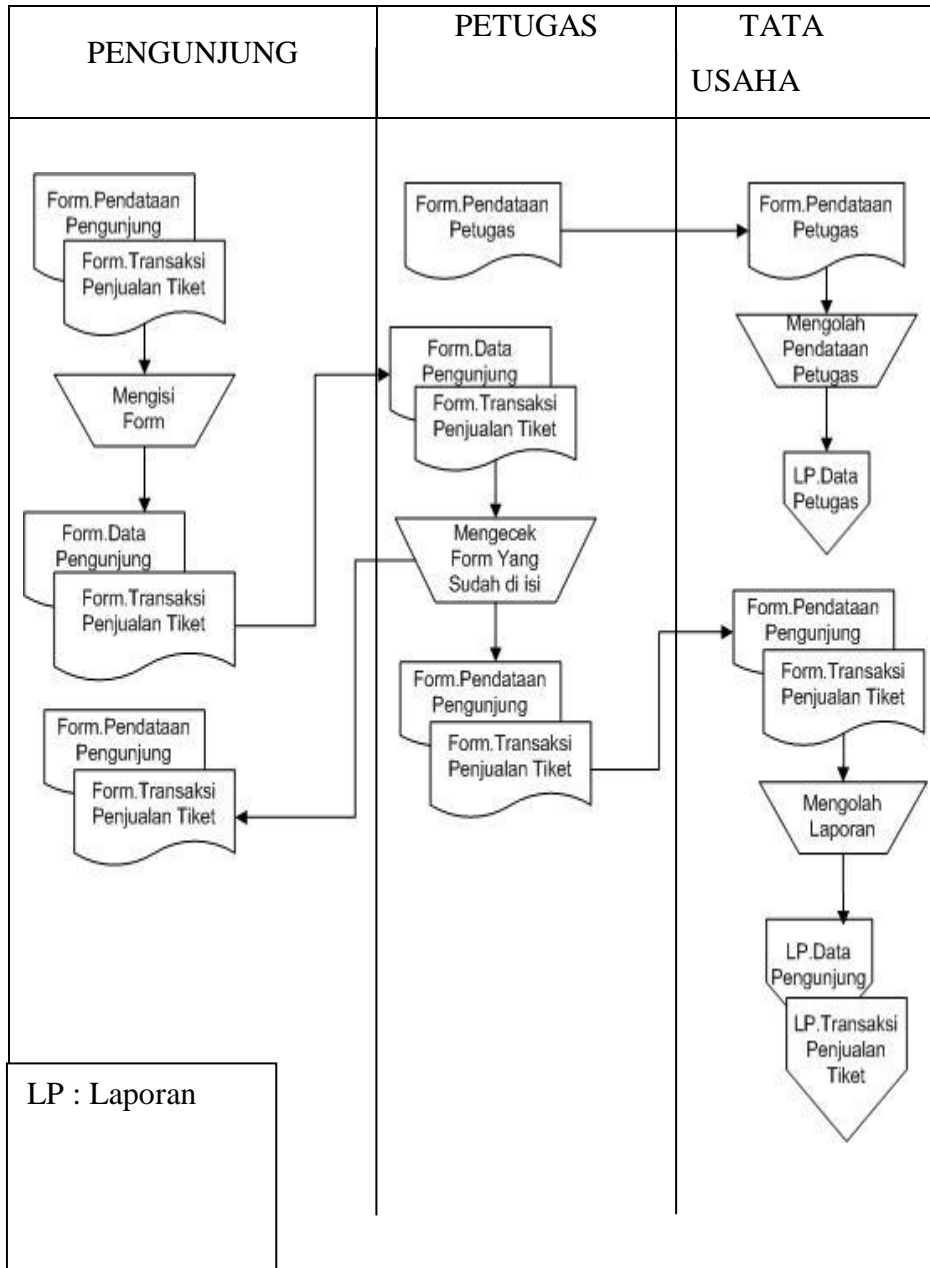 PENGUNJUNG
PETUGAS
TATA
USAHA
Form.Pendataan
Pengunjung
Form.Transaksi
Penjualan Tiket
Mengisi
Form
Form.Data
Pengunjung
Form.Transaksi
Penjualan Tiket
Form.Pendataan
Pengunjung
Form.Transaksi
Penjualan Tiket
Form.Pendataan
Petugas
Form.Data
Pengunjung
Form.Transaksi
Penjualan Tiket
Mengecek
Form Yang
Sudah di isi
Form.Pendataan
Pengunjung
Form.Transaksi
Penjualan Tiket
Form.Pendataan
Petugas
Mengolah
Pendataan
Petugas
LP.Data
Petugas
Form.Pendataan
Pengunjung
Form.Transaksi
Penjualan Tiket
Mengolah
Laporan
LP.Data
Pengunjung
LP.Transaksi
Penjualan
Tiket
LP : Laporan